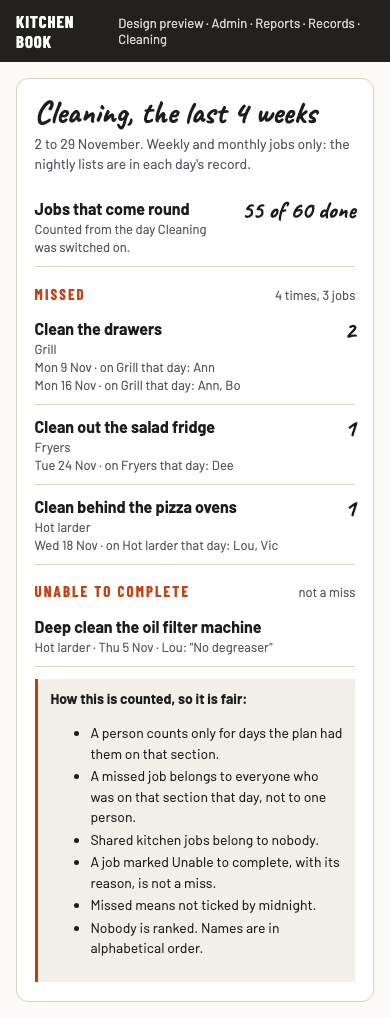 KITCHEN
BOOK
Design preview · Admin · Reports · Records ·
Cleaning
Cleaning, the last 4 weeks
2 to 29 November. Weekly and monthly jobs only: the
nightly lists are in each day's record.
Jobs that come round
55 of 60 done
Counted from the day Cleaning
was switched on.
MISSED
4 times, 3 jobs
Clean the drawers
2
Grill
Mon 9 Nov · on Grill that day: Ann
Mon 16 Nov · on Grill that day: Ann, Bo
Clean out the salad fridge
1
Fryers
Tue 24 Nov · on Fryers that day: Dee
Clean behind the pizza ovens
1
Hot larder
Wed 18 Nov · on Hot larder that day: Lou, Vic
UNABLE TO COMPLETE
not a miss
Deep clean the oil filter machine
Hot larder · Thu 5 Nov · Lou: "No degreaser"
How this is counted, so it is fair:
• A person counts only for days the plan had
them on that section.
• A missed job belongs to everyone who
was on that section that day, not to one
person.
• Shared kitchen jobs belong to nobody.
• A job marked Unable to complete, with its
reason, is not a miss.
• Missed means not ticked by midnight.
• Nobody is ranked. Names are in
alphabetical order.